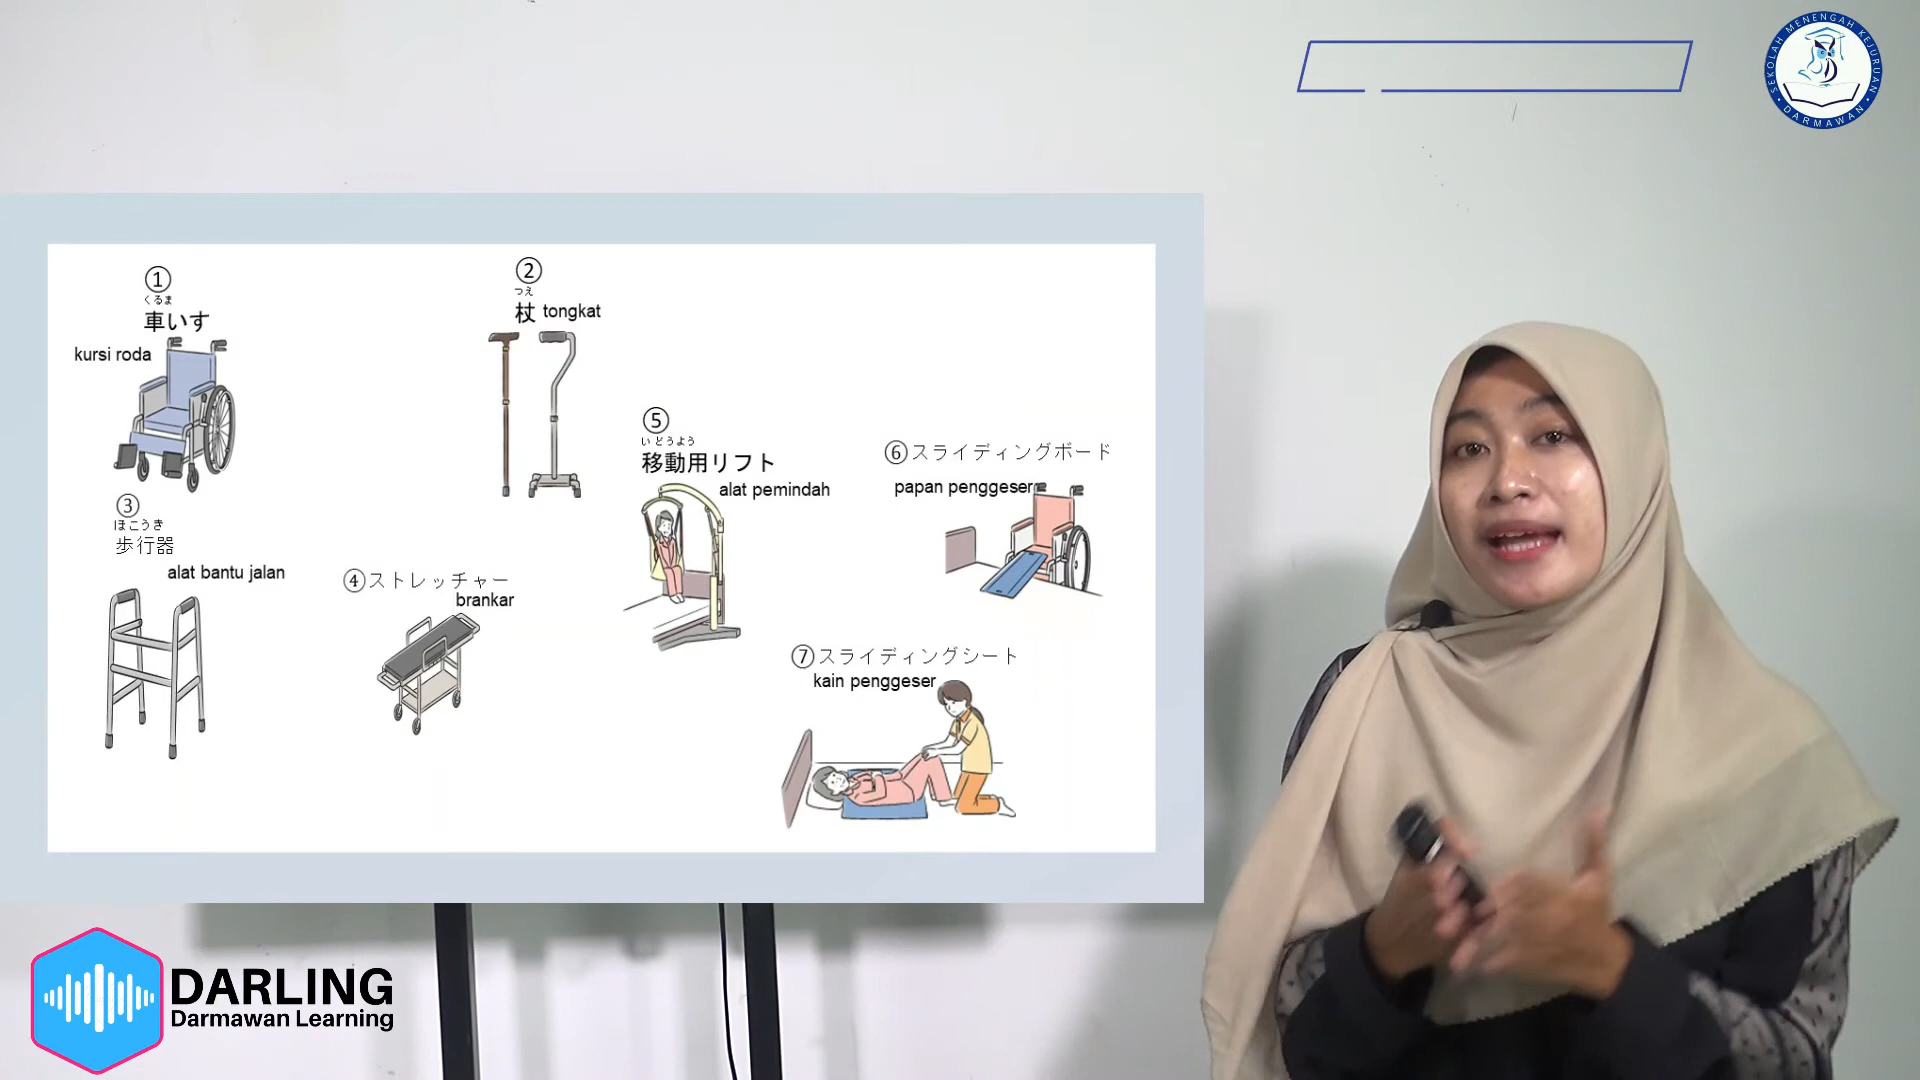 SEKOLAH MENENGAH KEJURUAN
DARMAWAN
①
くるま
車いす
kursi roda
②
つえ
杖 tongkat
③
ほこうき
歩行器
alat bantu jalan
④ストレッチャー
brankar
⑤
いどうよう
移動用リフト
alat pemindah
⑥スライディングボード
papan penggeser
⑦スライディングシート
kain penggeser
DARLING
Darmawan Learning